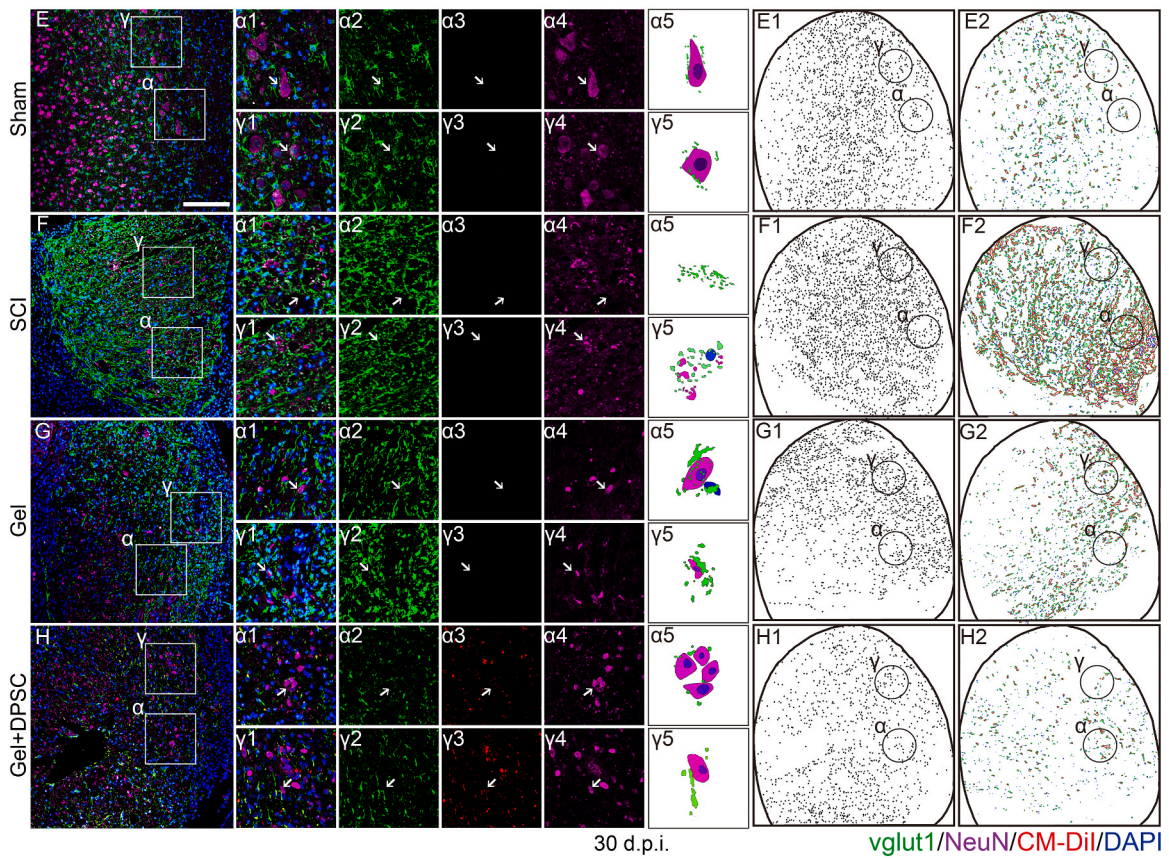 E γ α α1 α2 α3 α4 α5 E1 γ α E2 γ α
γ1 γ2 γ3 γ4 γ5
Sham
F γ α α1 α2 α3 α4 α5 F1 γ α F2 γ α
γ1 γ2 γ3 γ4 γ5
SCI
G γ α α1 α2 α3 α4 α5 G1 γ α G2 γ α
γ1 γ2 γ3 γ4 γ5
Gel
H γ α α1 α2 α3 α4 α5 H1 γ α H2 γ α
γ1 γ2 γ3 γ4 γ5
Gel+DPSC
30 d.p.i.
vglut1/NeuN/CM-Dil/DAPI